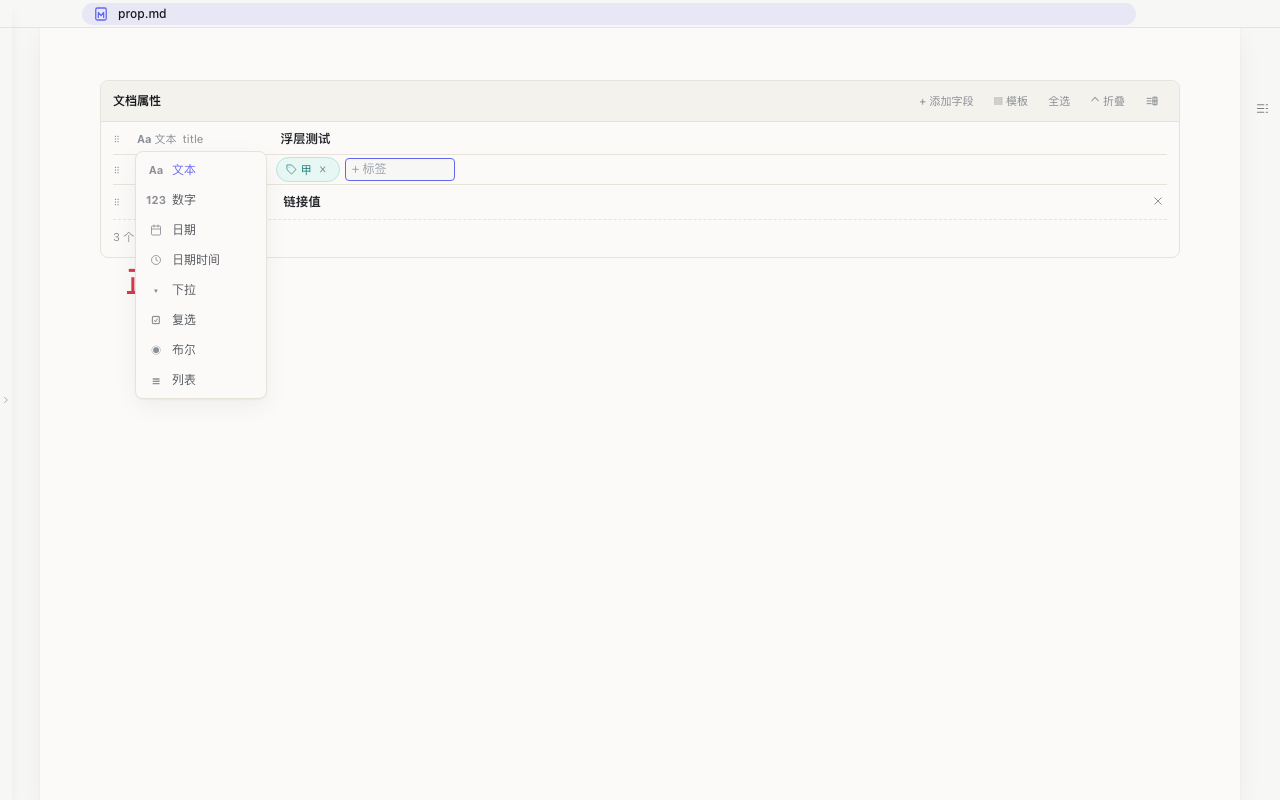 prop.md
文档属性
+ 添加字段 模板 全选 折叠
Aa 文本 title 浮层测试
甲 × + 标签
链接值
3 个
Aa 文本
123 数字
日期
日期时间
下拉
复选
布尔
列表